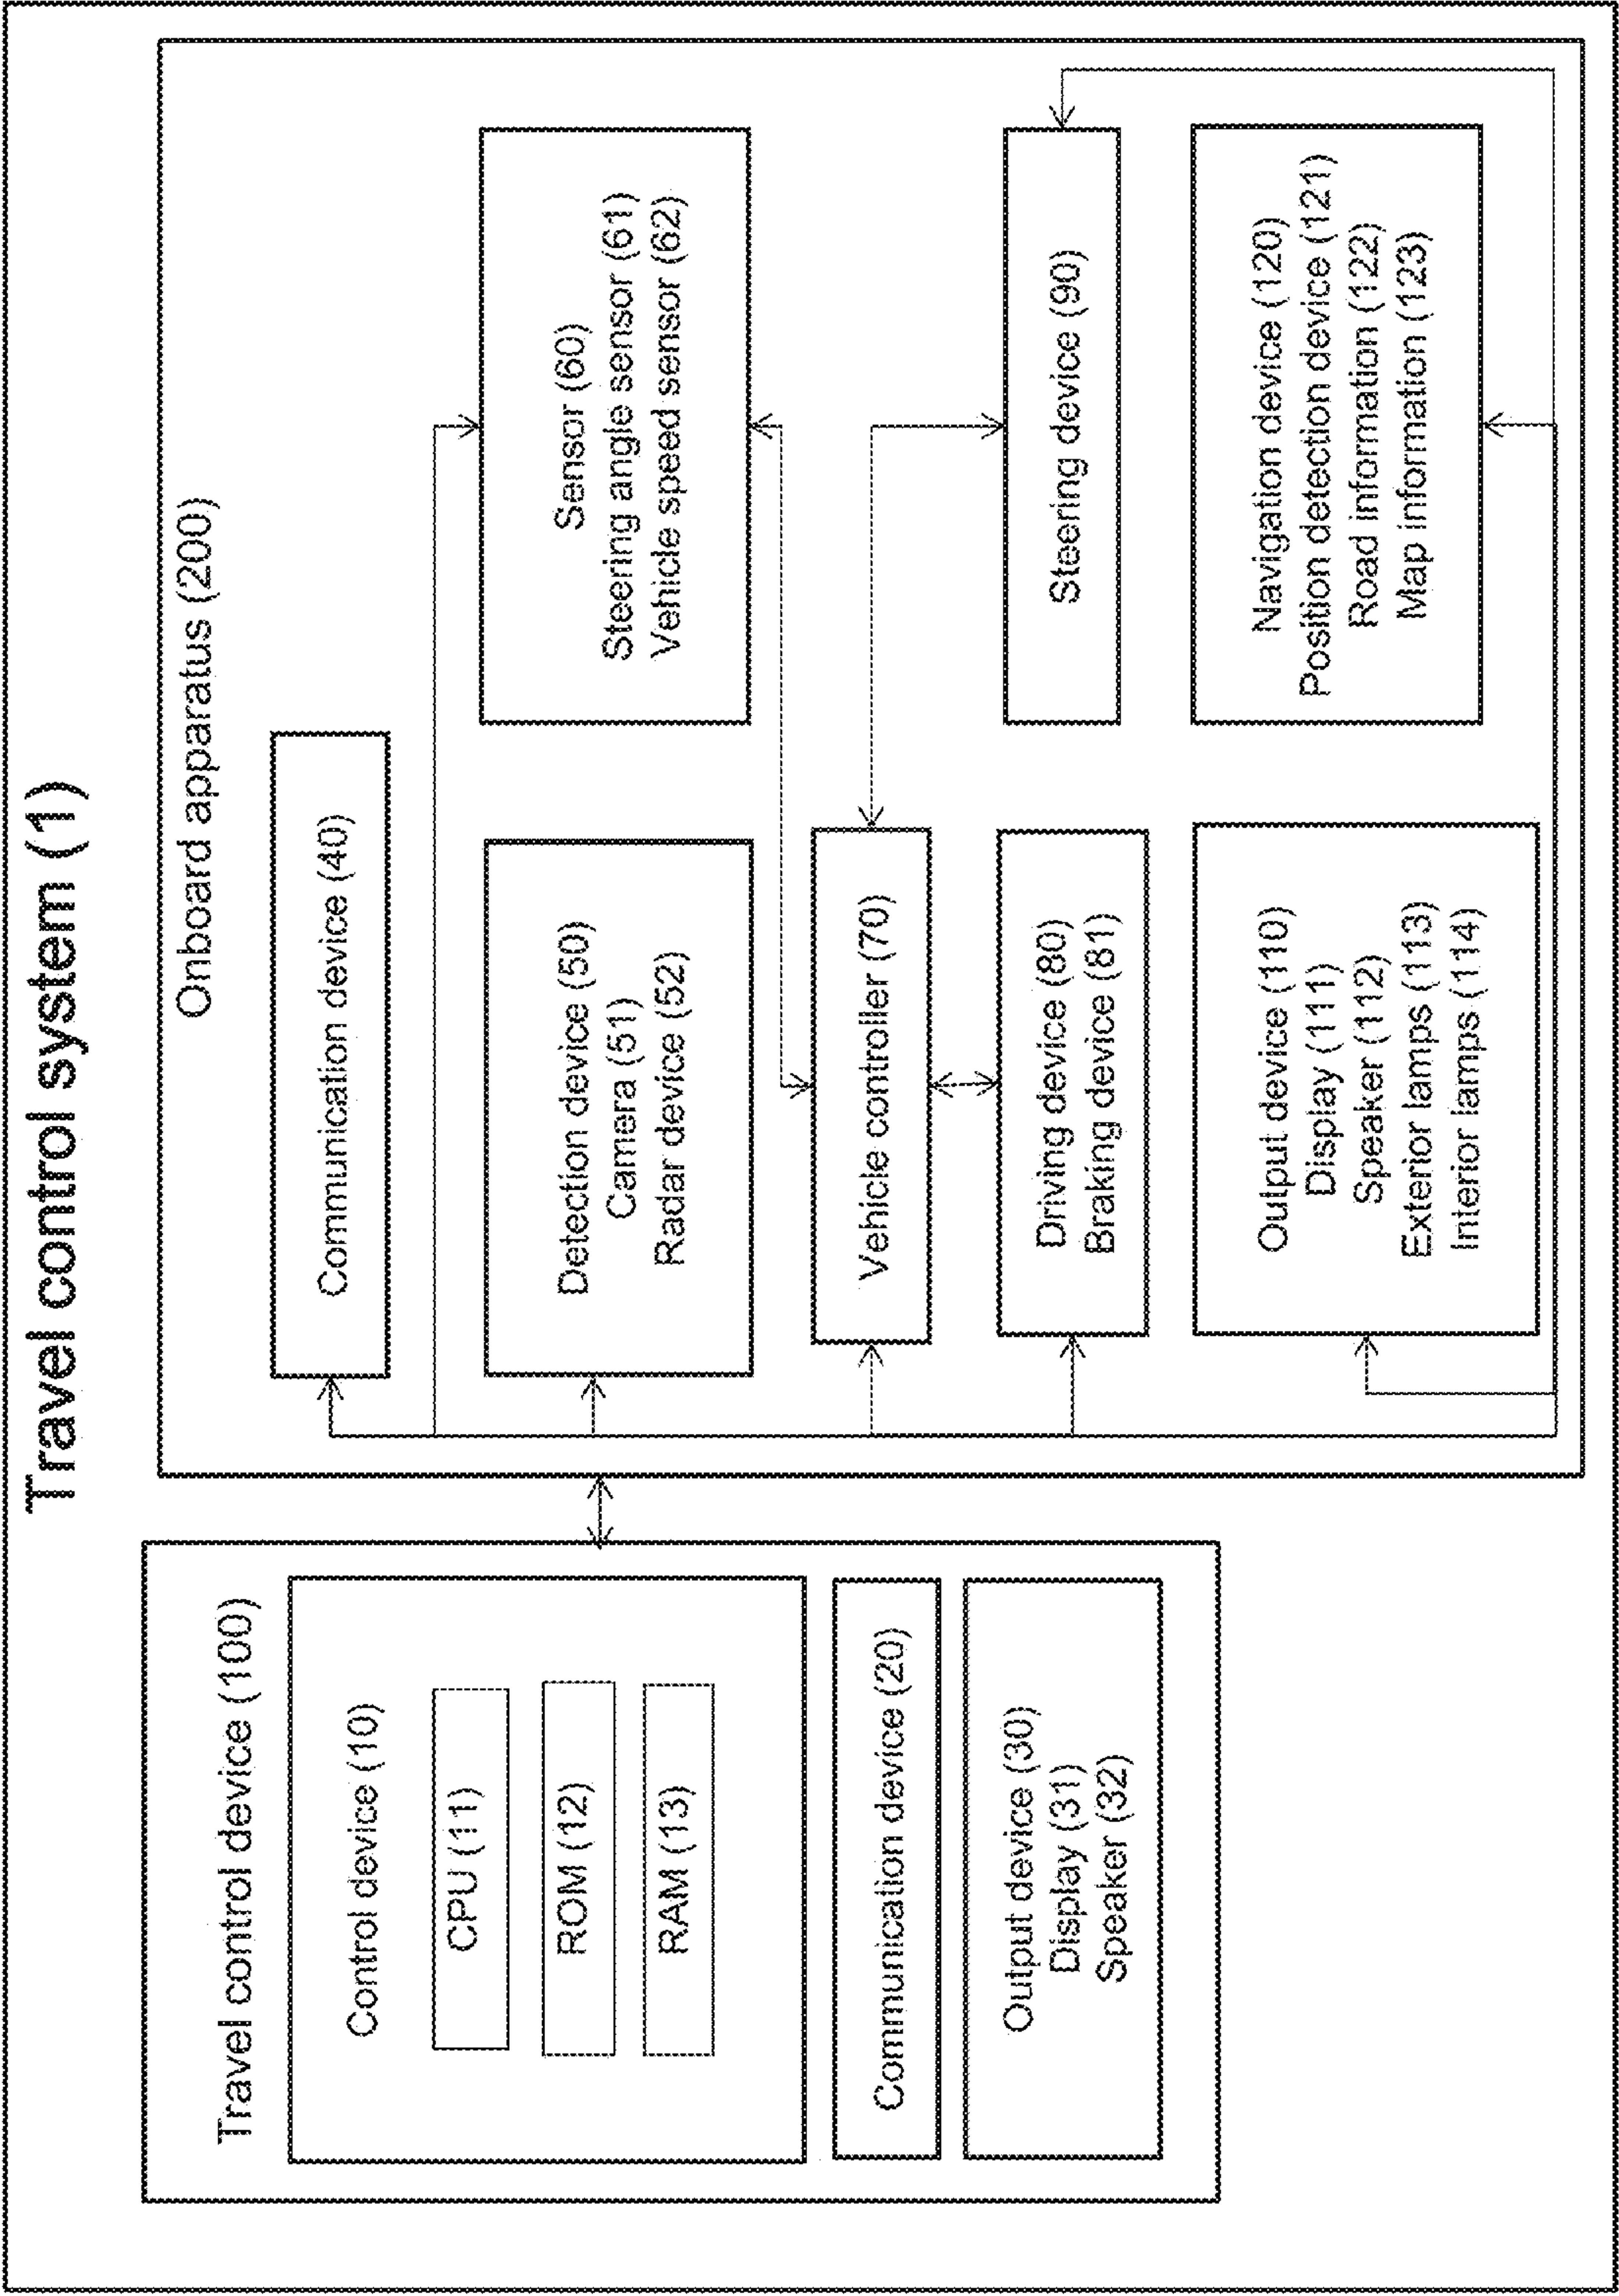 Travel control system (1)
Travel control device (100)
Control device (10)
CPU (11)
ROM (12)
RAM (13)
Communication device (20)
Output device (30)
Display (31)
Speaker (32)
Onboard apparatus (200)
Communication device (40)
Detection device (50)
Camera (51)
Radar device (52)
Sensor (60)
Steering angle sensor (61)
Vehicle speed sensor (62)
Vehicle controller (70)
Driving device (80)
Braking device (81)
Steering device (90)
Output device (110)
Display (111)
Speaker (112)
Exterior lamps (113)
Interior lamps (114)
Navigation device (120)
Position detection device (121)
Road information (122)
Map information (123)